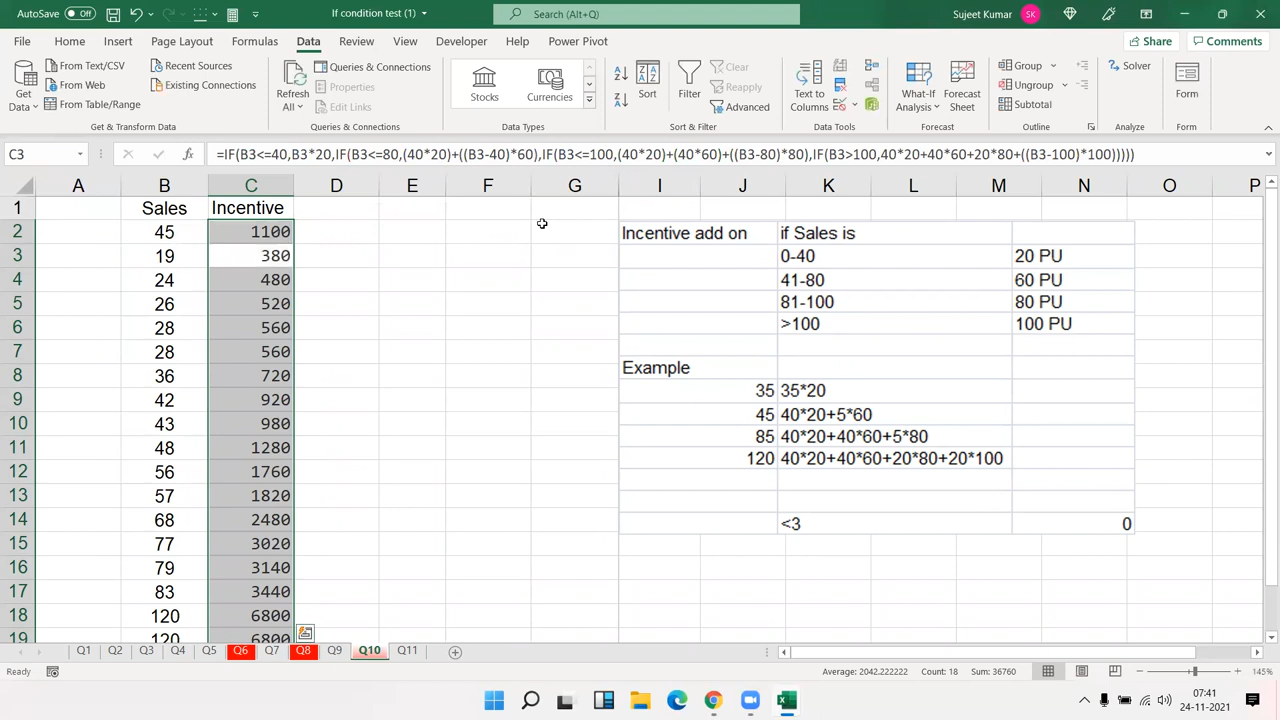 AutoSave Off If condition test (1) Search (Alt+Q) Sujeet Kumar SK
File Home Insert Page Layout Formulas Data Review View Developer Help Power Pivot Share Comments
Get Data From Text/CSV From Web From Table/Range Recent Sources Existing Connections
Refresh All Queries & Connections Properties Edit Links
Stocks Currencies
Sort Filter Clear Reapply Advanced
Text to Columns
What-If Analysis Forecast Sheet
Group Ungroup Subtotal
Solver Form
Get & Transform Data Queries & Connections Data Types Sort & Filter Data Tools Forecast Outline Analyze Form
C3 fx =IF(B3<=40,B3*20,IF(B3<=80,(40*20)+((B3-40)*60),IF(B3<=100,(40*20)+(40*60)+((B3-80)*80),IF(B3>100,40*20+40*60+20*80+((B3-100)*100)))))
A B C D E F G I J K L M N O P
1 Sales Incentive
2 45 1100 Incentive add on if Sales is
3 19 380 0-40 20 PU
4 24 480 41-80 60 PU
5 26 520 81-100 80 PU
6 28 560 >100 100 PU
7 28 560
8 36 720 Example
9 42 920 35 35*20
10 43 980 45 40*20+5*60
11 48 1280 85 40*20+40*60+5*80
12 56 1760 120 40*20+40*60+20*80+20*100
13 57 1820
14 68 2480 <3 0
15 77 3020
16 79 3140
17 83 3440
18 120 6800
19 120 6800
Q1 Q2 Q3 Q4 Q5 Q6 Q7 Q8 Q9 Q10 Q11
Ready Average: 2042.222222 Count: 18 Sum: 36760 145%
07:41
24-11-2021